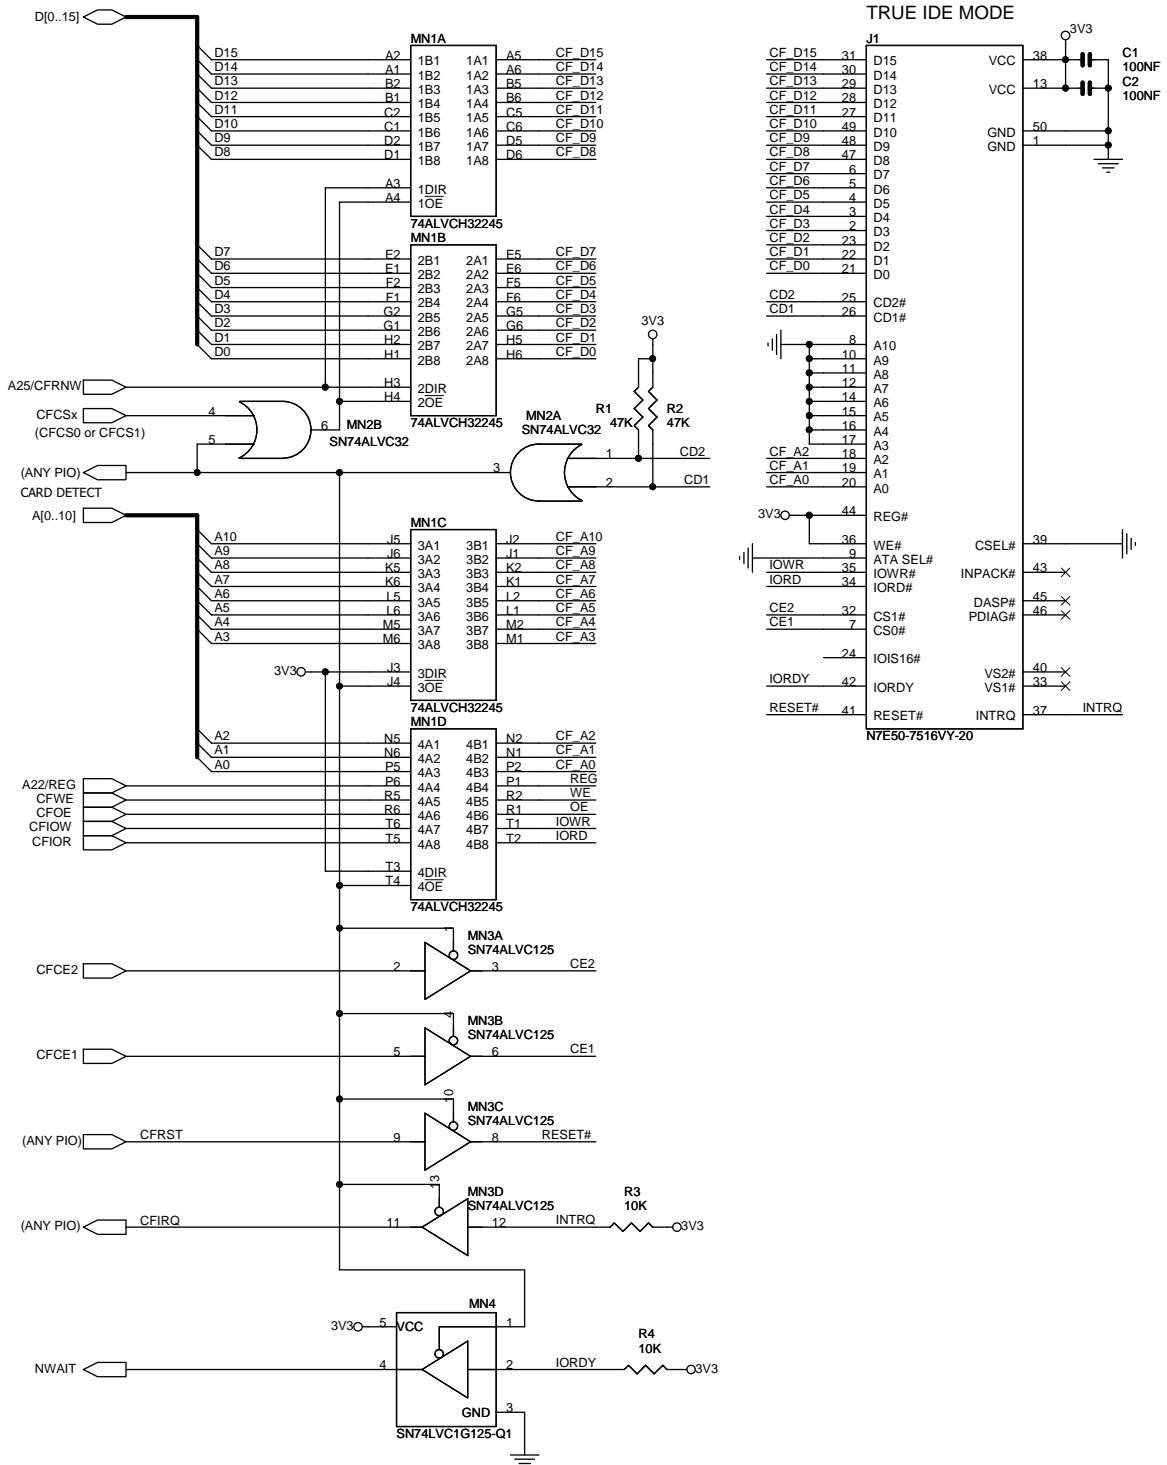 TRUE IDE MODE
D[0..15]
MN1A
D15 A2 1B1 1A1 A5 CF_D15
D14 A1 1B2 1A2 A6 CF_D14
D13 B2 1B3 1A3 B5 CF_D13
D12 B1 1B4 1A4 B6 CF_D12
D11 C2 1B5 1A5 C5 CF_D11
D10 C1 1B6 1A6 C6 CF_D10
D9 D2 1B7 1A7 D5 CF_D9
D8 D1 1B8 1A8 D6 CF_D8
A3 1DIR
A4 1OE
74ALVCH32245
MN1B
D7 E2 2B1 2A1 E5 CF_D7
D6 E1 2B2 2A2 E6 CF_D6
D5 F2 2B3 2A3 F5 CF_D5
D4 F1 2B4 2A4 F6 CF_D4
D3 G2 2B5 2A5 G5 CF_D3
D2 G1 2B6 2A6 G6 CF_D2
D1 H2 2B7 2A7 H5 CF_D1
D0 H1 2B8 2A8 H6 CF_D0
A25/CFRNW H3 2DIR
H4 2OE
74ALVCH32245
CFCSx 4
(CFCS0 or CFCS1)
5
6 MN2B
SN74ALVC32
3V3
R1
47K
R2
47K
MN2A
SN74ALVC32
1 CD2
2 CD1
3
(ANY PIO)
CARD DETECT
A[0..10]
MN1C
A10 J5 3A1 3B1 J2 CF_A10
A9 J6 3A2 3B2 J1 CF_A9
A8 K5 3A3 3B3 K2 CF_A8
A7 K6 3A4 3B4 K1 CF_A7
A6 L5 3A5 3B5 L2 CF_A6
A5 L6 3A6 3B6 L1 CF_A5
A4 M5 3A7 3B7 M2 CF_A4
A3 M6 3A8 3B8 M1 CF_A3
3V3 J3 3DIR
J4 3OE
74ALVCH32245
MN1D
A2 N5 4A1 4B1 N2 CF_A2
A1 N6 4A2 4B2 N1 CF_A1
A0 P5 4A3 4B3 P2 CF_A0
A22/REG P6 4A4 4B4 P1 REG
CFWE R5 4A5 4B5 R2 WE
CFOE R6 4A6 4B6 R1 OE
CFIOW T6 4A7 4B7 T1 IOWR
CFIOR T5 4A8 4B8 T2 IORD
T3 4DIR
T4 4OE
74ALVCH32245
1 MN3A
SN74ALVC125
CFCE2 2 3 CE2
4 MN3B
SN74ALVC125
CFCE1 5 6 CE1
10 MN3C
SN74ALVC125
(ANY PIO) CFRST 9 8 RESET#
13 MN3D
SN74ALVC125
R3
10K
(ANY PIO) CFIRQ 11 12 INTRQ 3V3
MN4
3V3 5 VCC 1
R4
10K
NWAIT 4 2 IORDY 3V3
GND 3
SN74LVC1G125-Q1
J1
3V3
CF_D15 31 D15 VCC 38
C1
100NF
CF_D14 30 D14
CF_D13 29 D13 VCC 13
C2
100NF
CF_D12 28 D12
CF_D11 27 D11
CF_D10 49 D10 GND 50
CF_D9 48 D9 GND 1
CF_D8 47 D8
CF_D7 6 D7
CF_D6 5 D6
CF_D5 4 D5
CF_D4 3 D4
CF_D3 2 D3
CF_D2 23 D2
CF_D1 22 D1
CF_D0 21 D0
CD2 25 CD2#
CD1 26 CD1#
8 A10
10 A9
11 A8
12 A7
14 A6
15 A5
16 A4
17 A3
CF_A2 18 A2
CF_A1 19 A1
CF_A0 20 A0
3V3 44 REG#
36 WE# CSEL# 39
9 ATA SEL#
IOWR 35 IOWR# INPACK# 43
IORD 34 IORD#
DASP# 45
CE2 32 CS1# PDIAG# 46
CE1 7 CS0#
24 IOIS16#
VS2# 40
IORDY 42 IORDY VS1# 33
RESET# 41 RESET# INTRQ 37 INTRQ
N7E50-7516VY-20